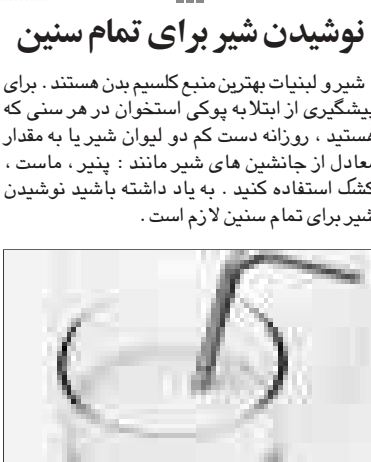 نوشیدن شیر برای تمام سنین
شیر و لبنیات بهترین منبع کلسیم بدن هستند . برای
پیشگیری از ابتلا به پوکی استخوان در هر سنی که
هستید ، روزانه دست کم دو لیوان شیر یا به مقدار
معادل از جانشین های شیر مانند : پنیر ، ماست ،
کشک استفاده کنید . به یاد داشته باشید نوشیدن
شیر برای تمام سنین لازم است .